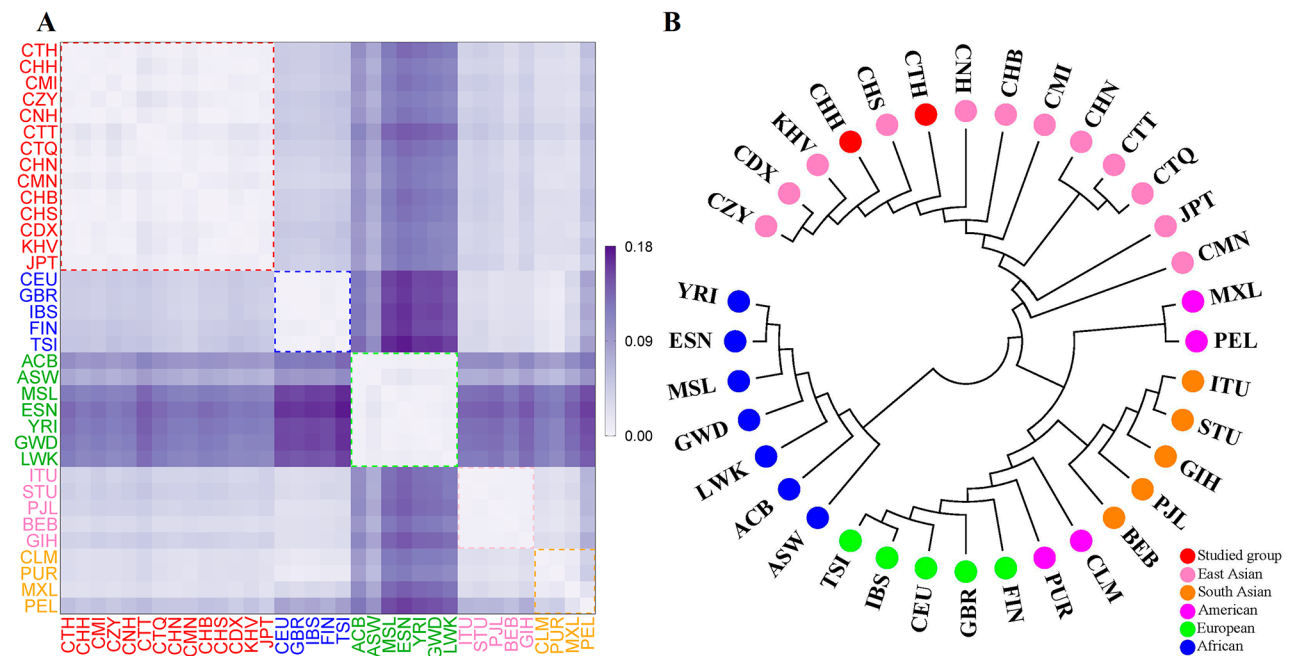 A
CTH
CHH
CMI
CZY
CNH
CTT
CTQ
CHN
CMN
CHB
CHS
CDX
KHV
JPT
CEU
GBR
IBS
FIN
TSI
ACB
ASW
MSL
ESN
YRI
GWD
LWK
ITU
STU
PJL
BEB
GIH
CLM
PUR
MXL
PEL
CTH CHH CMI CZY CNH CTT CTQ CHN CMN CHB CHS CDX KHV JPT CEU GBR IBS FIN TSI ACB ASW MSL ESN YRI GWD LWK ITU STU PJL BEB GIH CLM PUR MXL PEL
0.18
0.09
0.00
B
CZY
CDX
KHV
CHH
CHS
CTH
CNH
CHB
CMI
CHN
CTT
CTQ
JPT
CMN
MXL
PEL
ITU
STU
GIH
PJL
BEB
CLM
PUR
FIN
GBR
CEU
IBS
TSI
ASW
ACB
LWK
GWD
MSL
ESN
YRI
Studied group
East Asian
South Asian
American
European
African